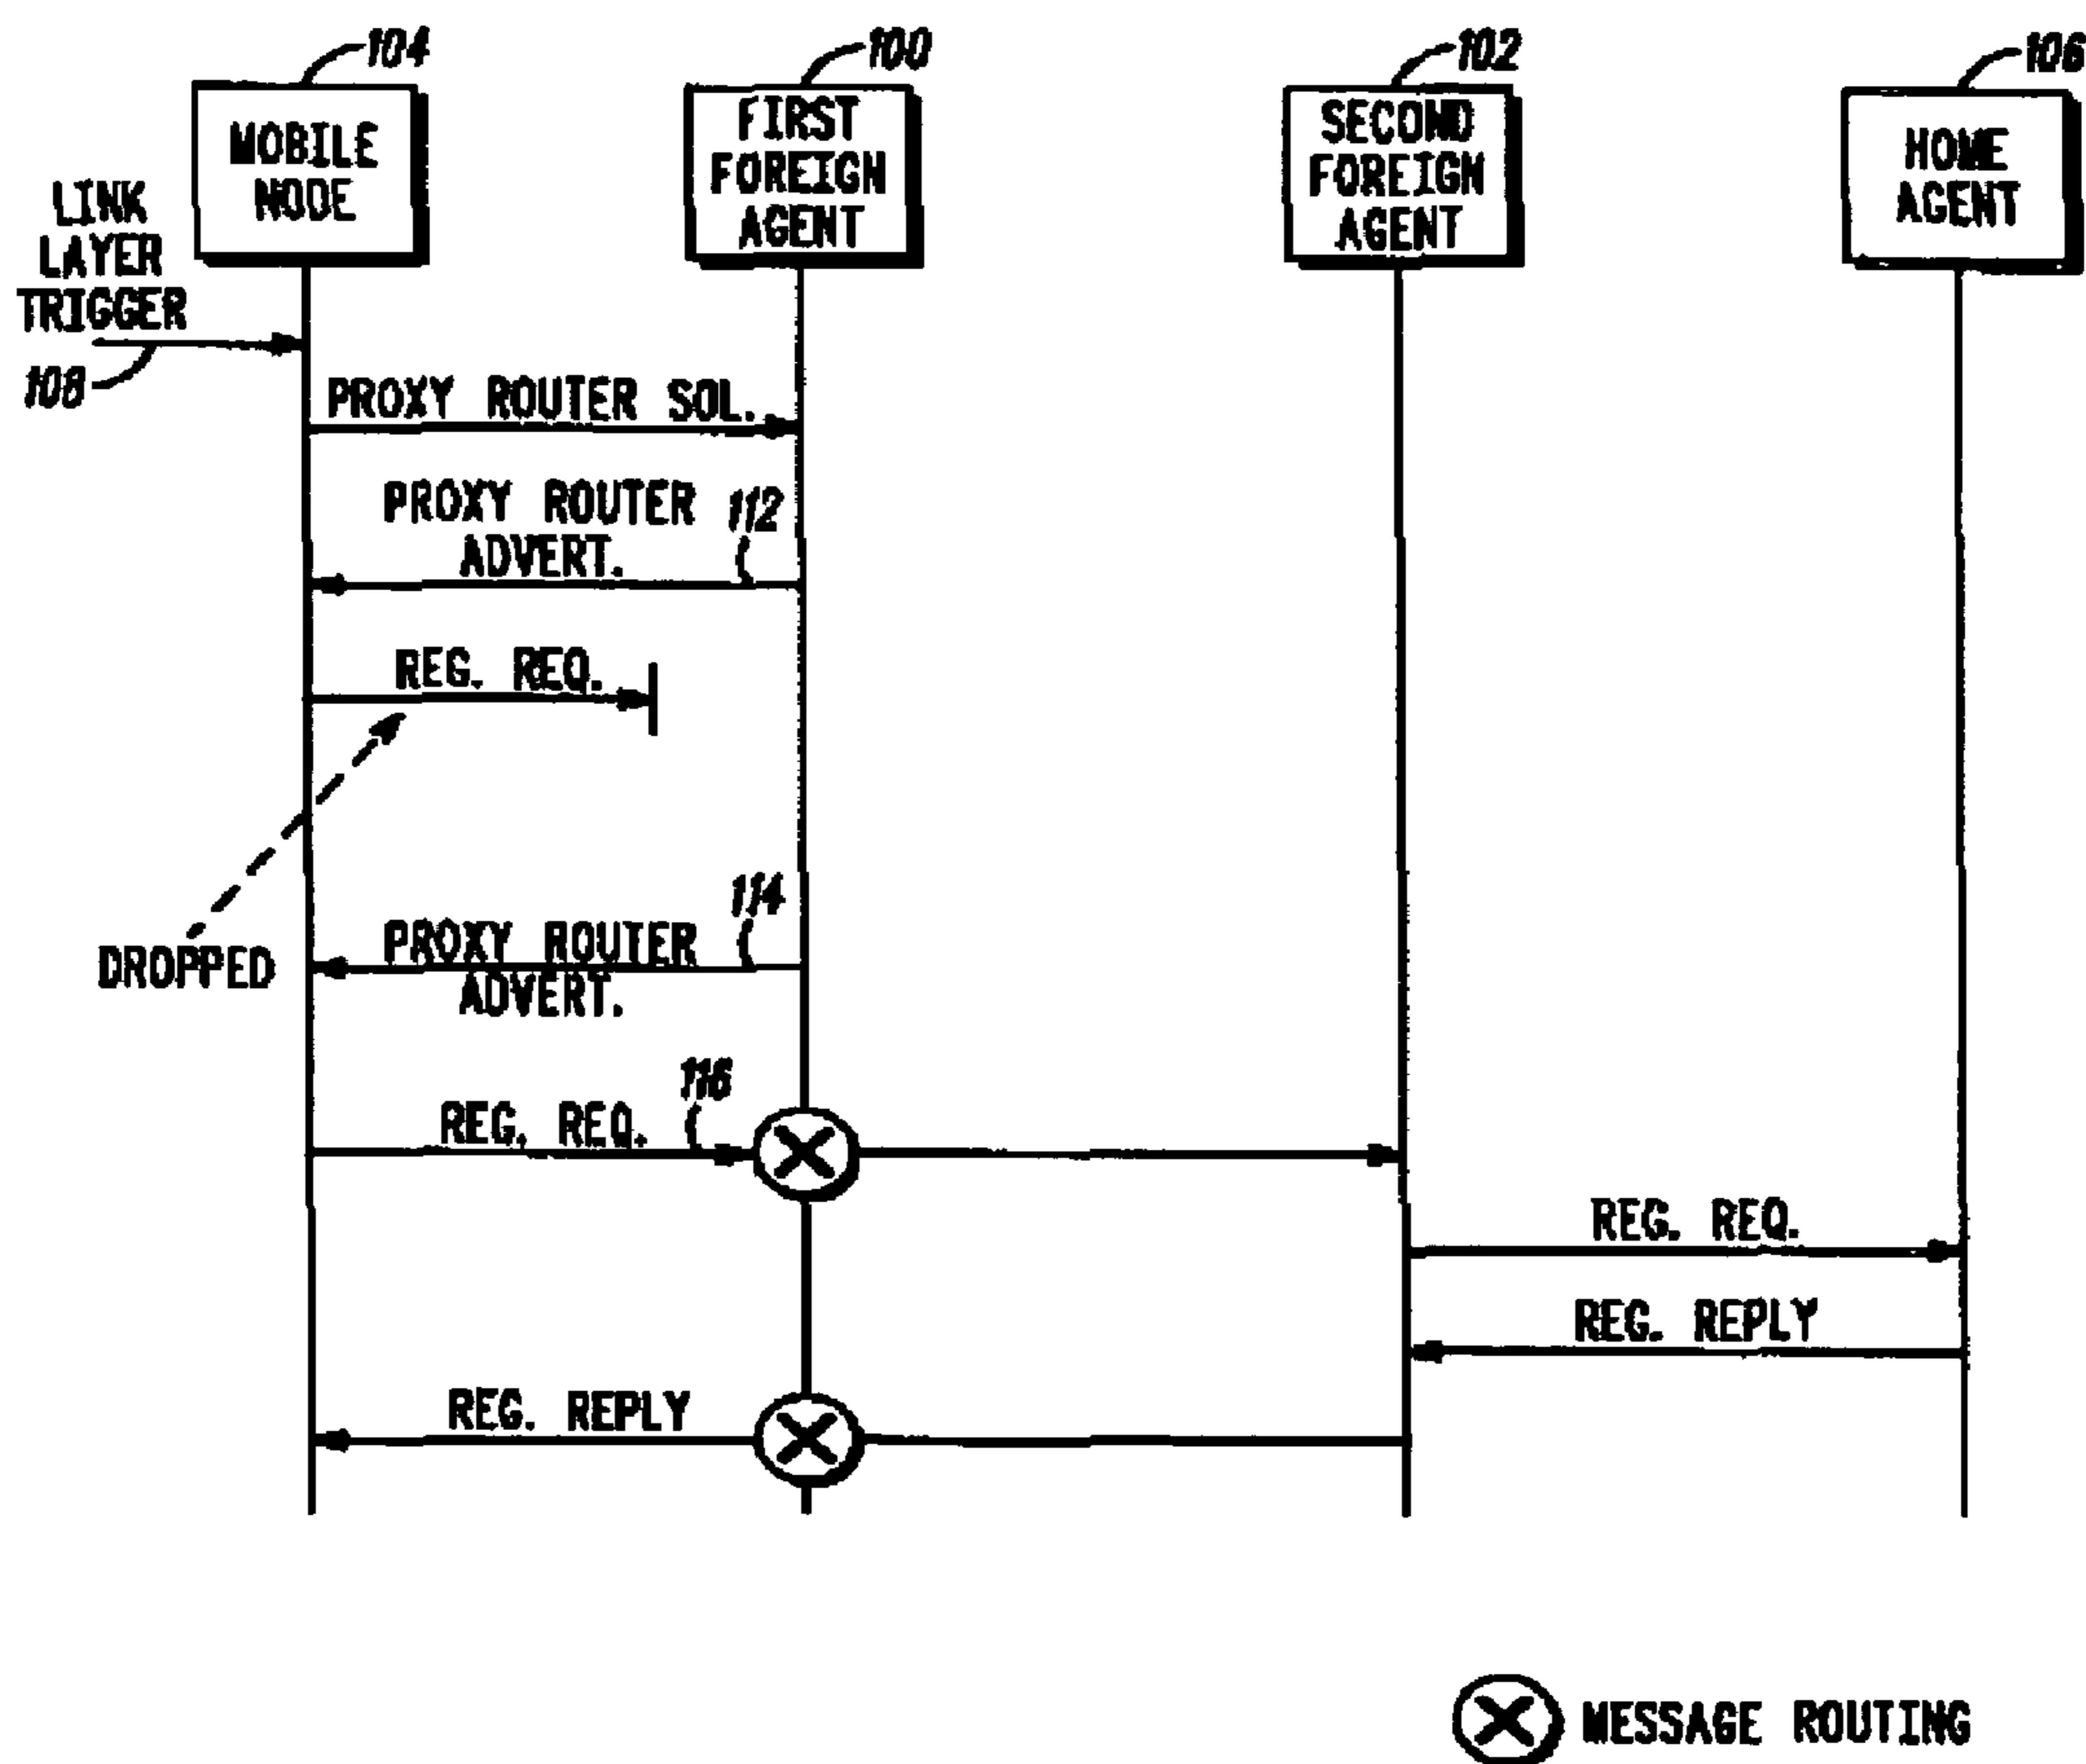 104
100
102
106
MOBILE
NODE
FIRST
FOREIGN
AGENT
SECOND
FOREIGN
AGENT
HOME
AGENT
LINK
LAYER
TRIGGER
108
PROXY ROUTER SOL.
PROXY ROUTER
ADVERT.
112
REG. REQ.
DROPPED
114
PROXY ROUTER
ADVERT.
116
REG. REQ.
REG. REQ.
REG. REPLY
REG. REPLY
MESSAGE ROUTING